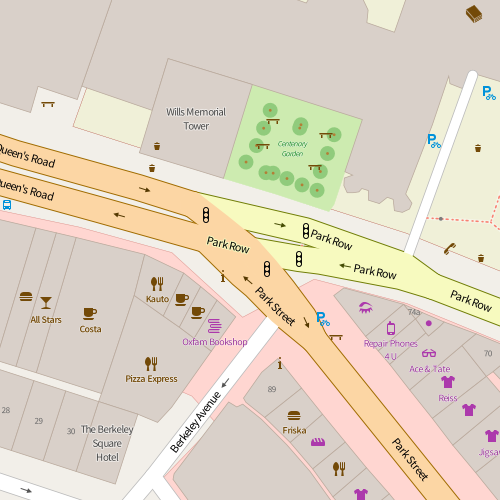 Wills Memorial
Tower
Centenary
Garden
Queen's Road
Queen's Road
Park Row
Park Row
Park Row
Park Row
Park Street
Kauto
All Stars
Costa
Oxfam Bookshop
Pizza Express
74a
Repair Phones
4 U
Ace & Tate
70
Reiss
Jigsa
89
Friska
Berkeley Avenue
Park Street
28
29
30
The Berkeley
Square
Hotel